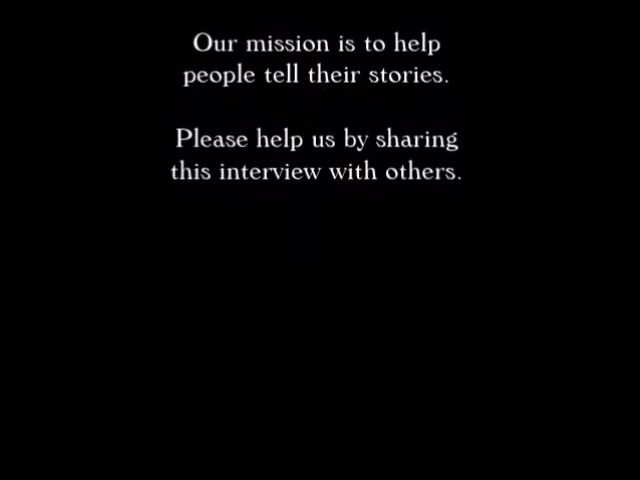 Our mission is to help
people tell their stories.
Please help us by sharing
this interview with others.